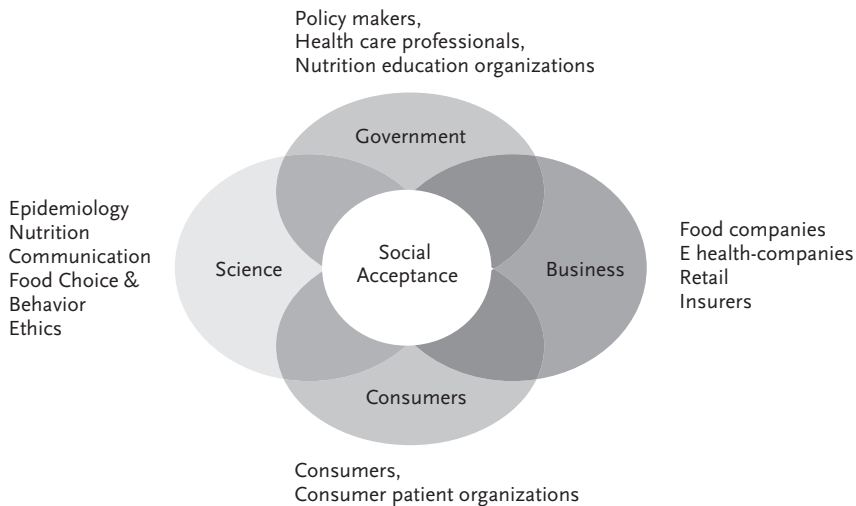 Policy makers,
Health care professionals,
Nutrition education organizations
Government
Epidemiology
Nutrition
Communication
Food Choice &
Behavior
Ethics
Science
Social
Acceptance
Business
Food companies
E health-companies
Retail
Insurers
Consumers
Consumers,
Consumer patient organizations